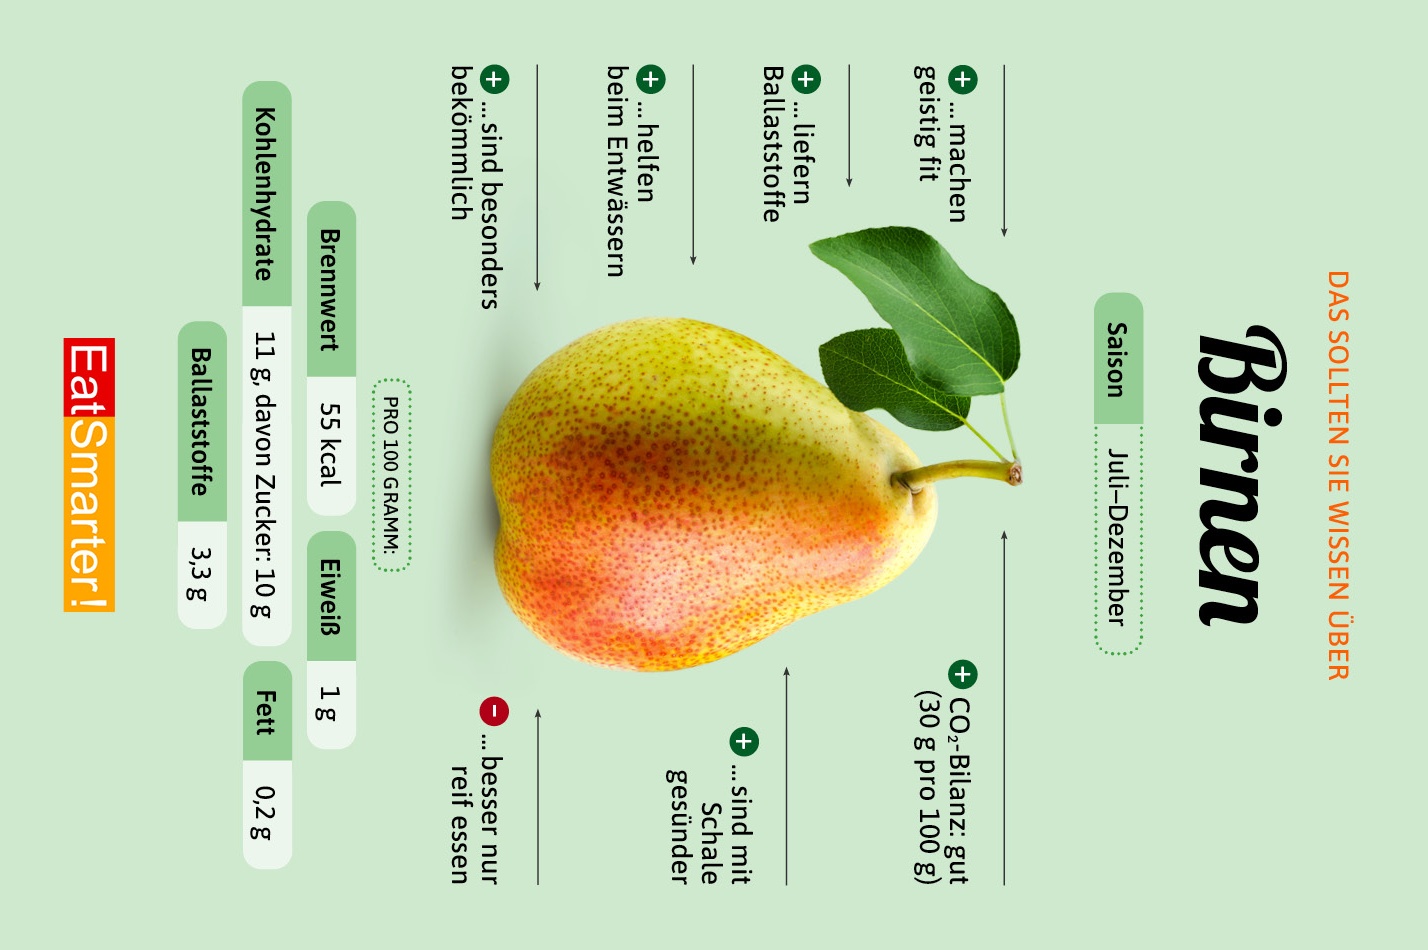 DAS SOLLTEN SIE WISSEN ÜBER
Birnen
Saison Juli–Dezember
+ ... machen
geistig fit
+ ... liefern
Ballaststoffe
+ ... helfen
beim Entwässern
+ ... sind besonders
bekömmlich
+ CO₂-Bilanz: gut
(30 g pro 100 g)
+ ... sind mit
Schale
gesünder
– ... besser nur
reif essen
PRO 100 GRAMM:
Brennwert 55 kcal Eiweiß 1 g
Kohlenhydrate 11 g, davon Zucker: 10 g Fett 0,2 g
Ballaststoffe 3,3 g
EatSmarter!